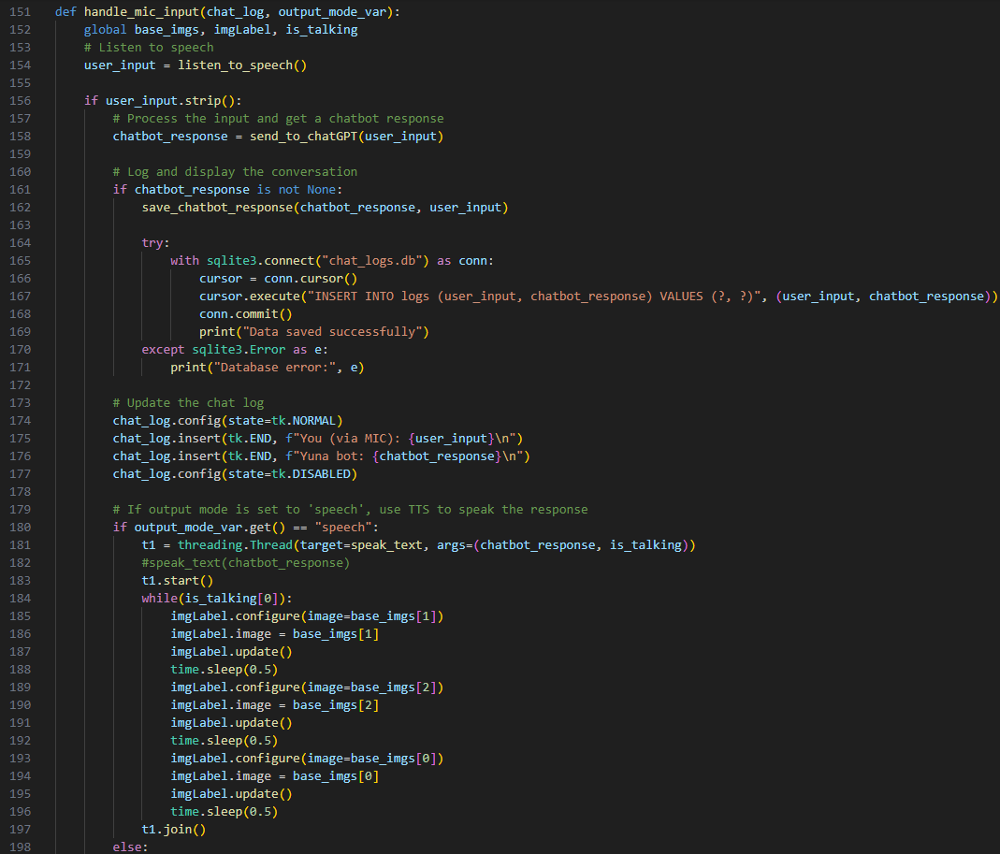 151 def handle_mic_input(chat_log, output_mode_var):
152     global base_imgs, imgLabel, is_talking
153     # Listen to speech
154     user_input = listen_to_speech()
155
156     if user_input.strip():
157         # Process the input and get a chatbot response
158         chatbot_response = send_to_chatGPT(user_input)
159
160         # Log and display the conversation
161         if chatbot_response is not None:
162             save_chatbot_response(chatbot_response, user_input)
163
164             try:
165                 with sqlite3.connect("chat_logs.db") as conn:
166                     cursor = conn.cursor()
167                     cursor.execute("INSERT INTO logs (user_input, chatbot_response) VALUES (?, ?)", (user_input, chatbot_response))
168                     conn.commit()
169                     print("Data saved successfully")
170             except sqlite3.Error as e:
171                 print("Database error:", e)
172
173         # Update the chat log
174         chat_log.config(state=tk.NORMAL)
175         chat_log.insert(tk.END, f"You (via MIC): {user_input}\n")
176         chat_log.insert(tk.END, f"Yuna bot: {chatbot_response}\n")
177         chat_log.config(state=tk.DISABLED)
178
179         # If output mode is set to 'speech', use TTS to speak the response
180         if output_mode_var.get() == "speech":
181             t1 = threading.Thread(target=speak_text, args=(chatbot_response, is_talking))
182             #speak_text(chatbot_response)
183             t1.start()
184             while(is_talking[0]):
185                 imgLabel.configure(image=base_imgs[1])
186                 imgLabel.image = base_imgs[1]
187                 imgLabel.update()
188                 time.sleep(0.5)
189                 imgLabel.configure(image=base_imgs[2])
190                 imgLabel.image = base_imgs[2]
191                 imgLabel.update()
192                 time.sleep(0.5)
193                 imgLabel.configure(image=base_imgs[0])
194                 imgLabel.image = base_imgs[0]
195                 imgLabel.update()
196                 time.sleep(0.5)
197             t1.join()
198         else: